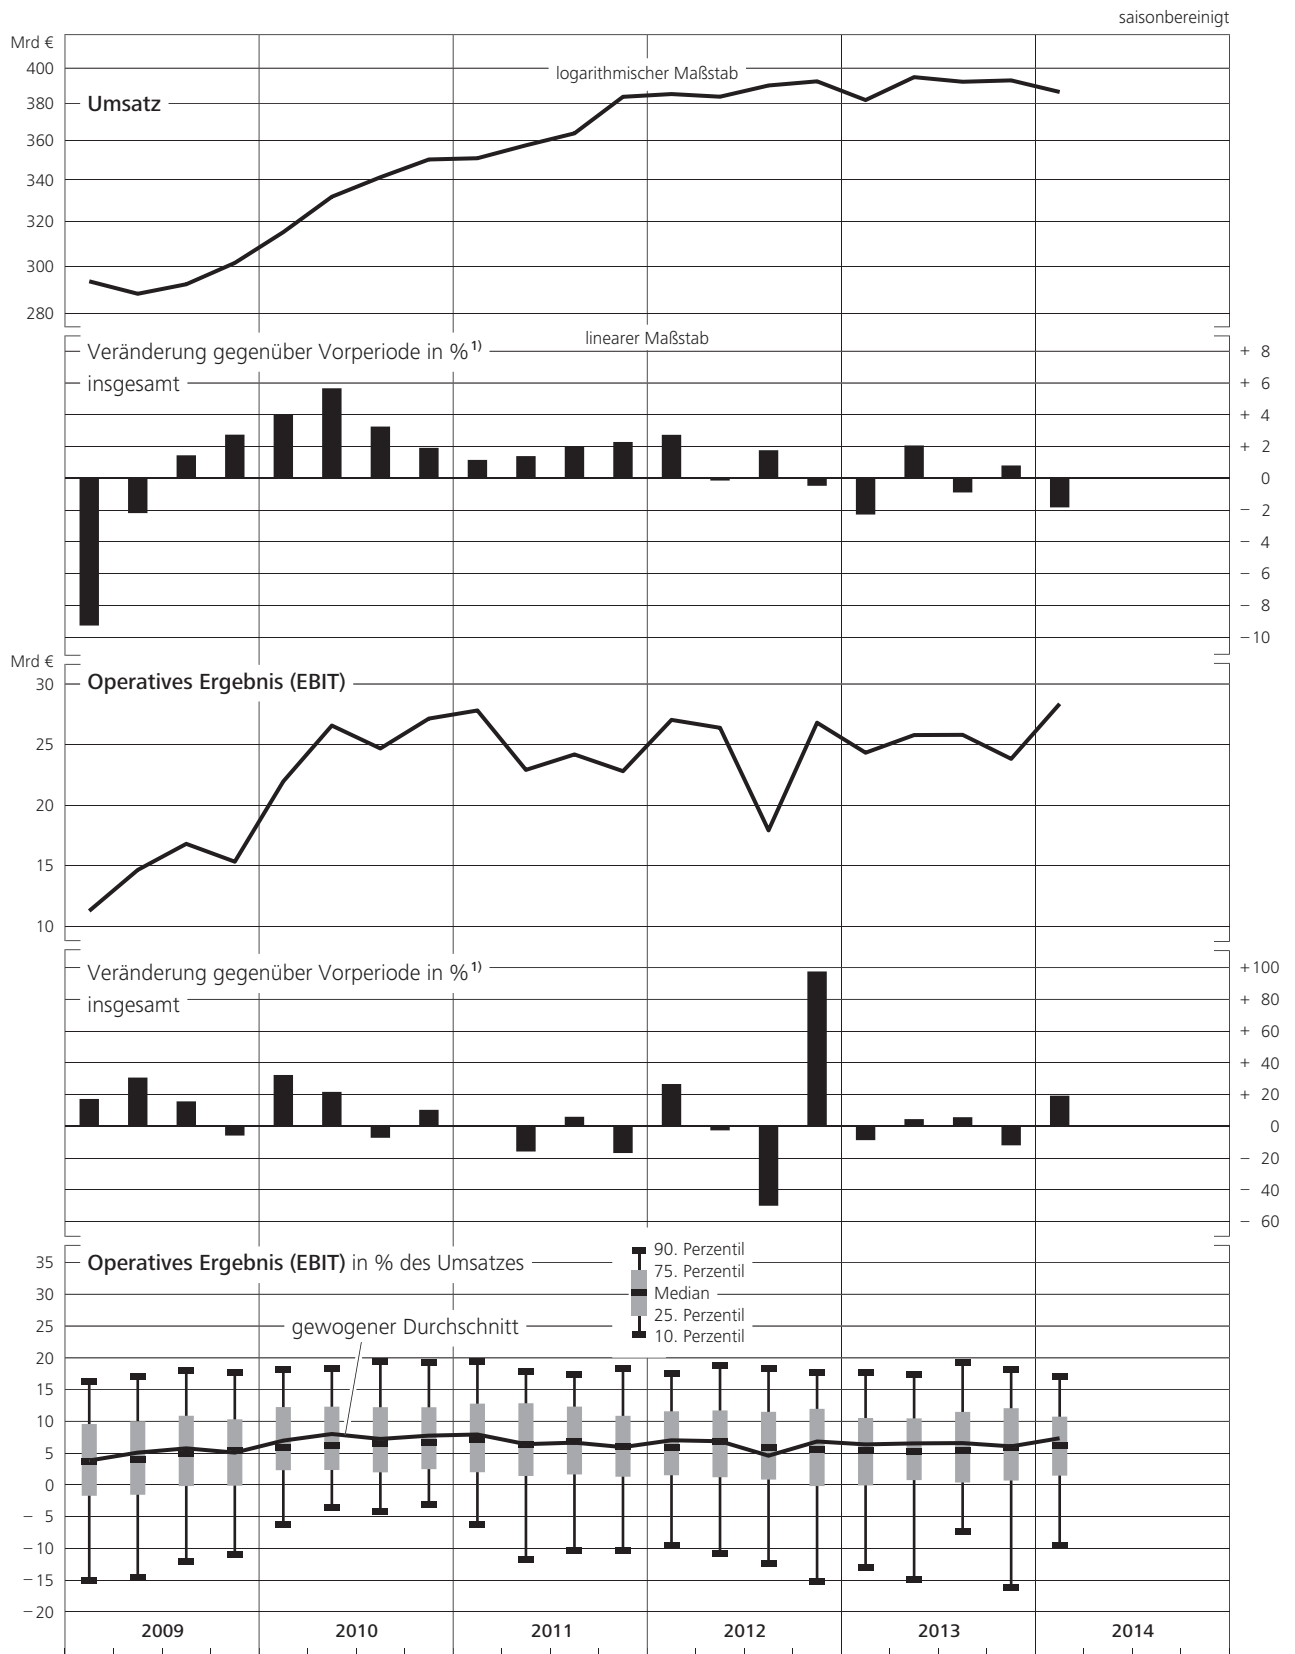 saisonbereinigt
Mrd €
400
logarithmischer Maßstab
380
Umsatz
360
340
320
300
280
linearer Maßstab
Veränderung gegenüber Vorperiode in %¹⁾
+ 8
insgesamt
+ 6
+ 4
+ 2
0
− 2
− 4
− 6
− 8
−10
Mrd €
30
Operatives Ergebnis (EBIT)
25
20
15
10
Veränderung gegenüber Vorperiode in %¹⁾
+100
insgesamt
+ 80
+ 60
+ 40
+ 20
0
− 20
− 40
− 60
90. Perzentil
35
Operatives Ergebnis (EBIT) in % des Umsatzes
75. Perzentil
30
Median
25. Perzentil
25
gewogener Durchschnitt
10. Perzentil
20
15
10
5
0
− 5
−10
−15
−20
2009 2010 2011 2012 2013 2014